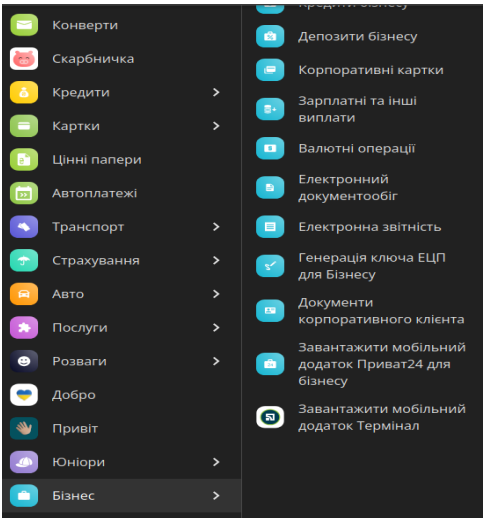 Конверти
Скарбничка
Кредити
Картки
Цінні папери
Автоплатежі
Транспорт
Страхування
Авто
Послуги
Розваги
Добро
Привіт
Юніори
Бізнес
Депозити бізнесу
Корпоративні картки
Зарплатні та інші
виплати
Валютні операції
Електронний
документообіг
Електронна звітність
Генерація ключа ЕЦП
для Бізнесу
Документи
корпоративного клієнта
Завантажити мобільний
додаток Приват24 для
бізнесу
Завантажити мобільний
додаток Термінал